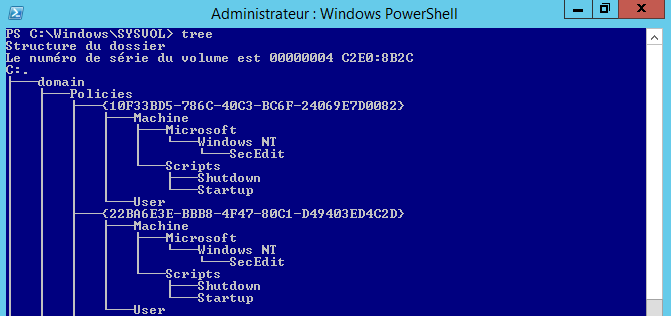 Administrateur : Windows PowerShell
PS C:\Windows\SYSVOL> tree
Structure du dossier
Le numéro de série du volume est 00000004 C2E0:8B2C
C:.
├───domain
│   ├───Policies
│   │   ├───{10F33BD5-786C-40C3-BC6F-24069E7D0082}
│   │   │   ├───Machine
│   │   │   │   ├───Microsoft
│   │   │   │   │   └───Windows NT
│   │   │   │   │       └───SecEdit
│   │   │   │   └───Scripts
│   │   │   │       ├───Shutdown
│   │   │   │       └───Startup
│   │   │   └───User
│   │   ├───{22BA6E3E-BBB8-4F47-80C1-D49403ED4C2D}
│   │   │   ├───Machine
│   │   │   │   ├───Microsoft
│   │   │   │   │   └───Windows NT
│   │   │   │   │       └───SecEdit
│   │   │   │   └───Scripts
│   │   │   │       ├───Shutdown
│   │   │   │       └───Startup
│   │   │   └───User